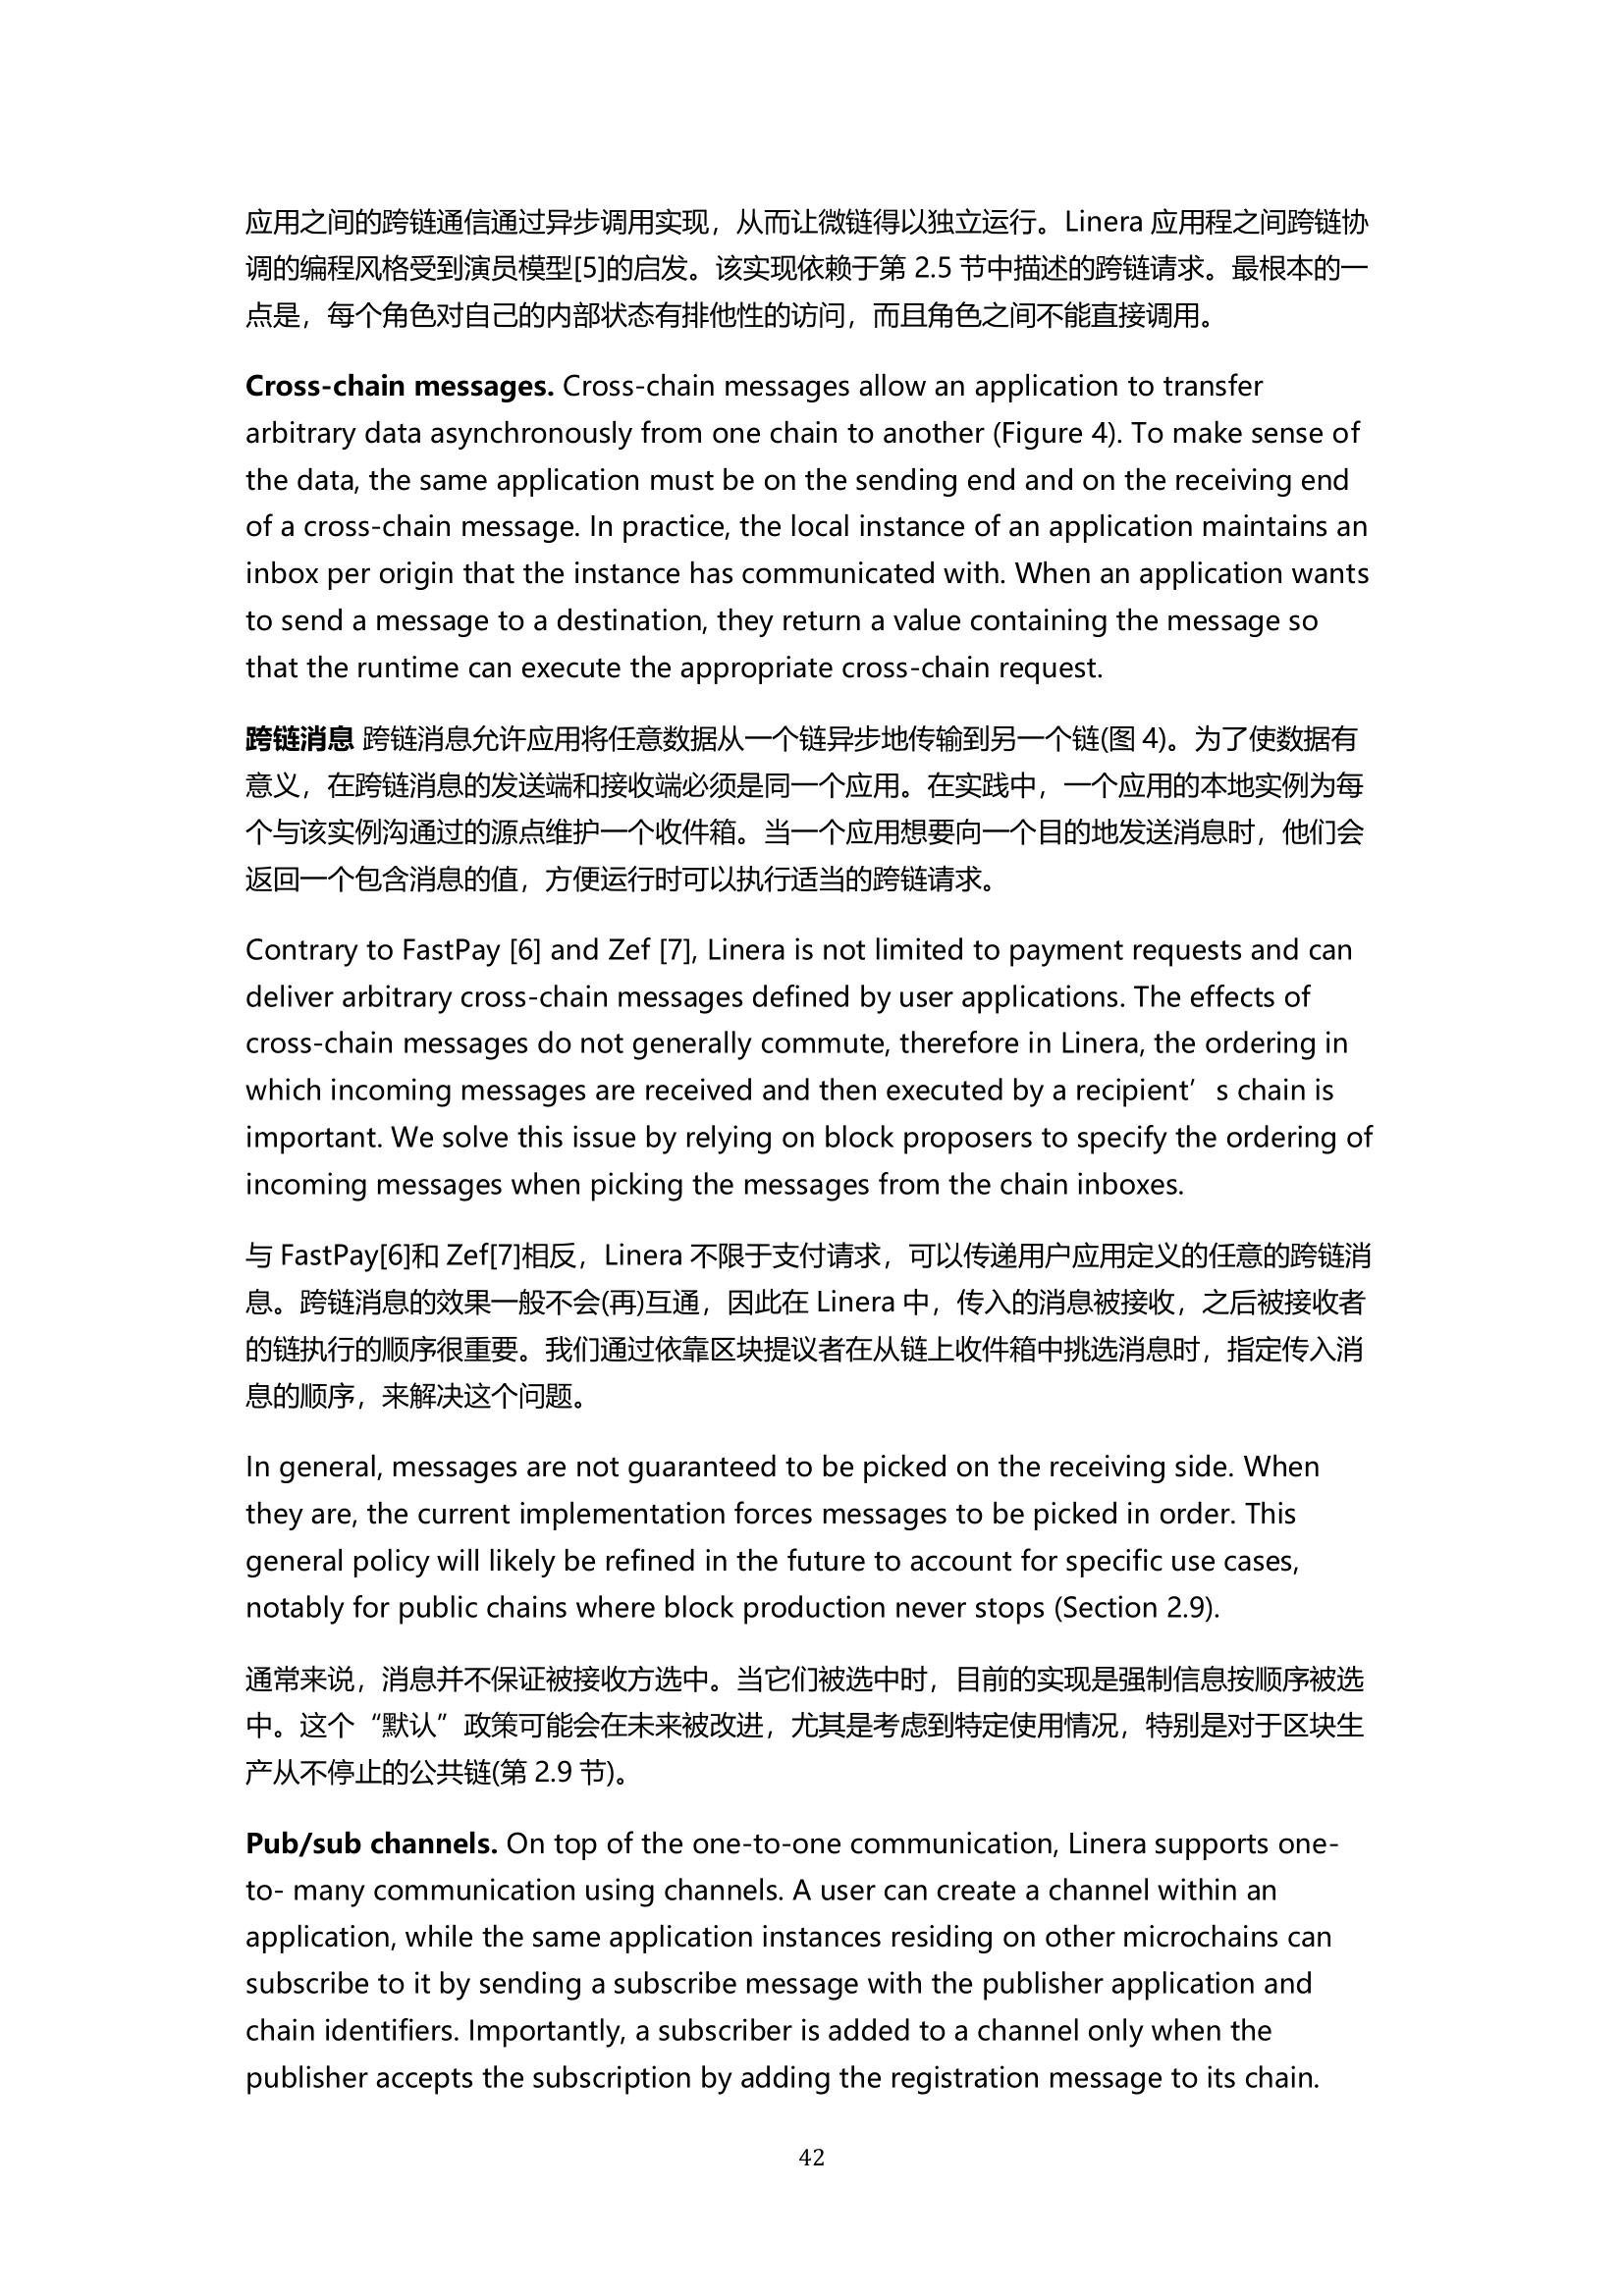 应用之间的跨链通信通过异步调用实现，从而让微链得以独立运行。Linera 应用程之间跨链协
调的编程风格受到演员模型[5]的启发。该实现依赖于第 2.5 节中描述的跨链请求。最根本的一
点是，每个角色对自己的内部状态有排他性的访问，而且角色之间不能直接调用。
Cross-chain messages. Cross-chain messages allow an application to transfer
arbitrary data asynchronously from one chain to another (Figure 4). To make sense of
the data, the same application must be on the sending end and on the receiving end
of a cross-chain message. In practice, the local instance of an application maintains an
inbox per origin that the instance has communicated with. When an application wants
to send a message to a destination, they return a value containing the message so
that the runtime can execute the appropriate cross-chain request.
跨链消息 跨链消息允许应用将任意数据从一个链异步地传输到另一个链(图 4)。为了使数据有
意义，在跨链消息的发送端和接收端必须是同一个应用。在实践中，一个应用的本地实例为每
个与该实例沟通过的源点维护一个收件箱。当一个应用想要向一个目的地发送消息时，他们会
返回一个包含消息的值，方便运行时可以执行适当的跨链请求。
Contrary to FastPay [6] and Zef [7], Linera is not limited to payment requests and can
deliver arbitrary cross-chain messages defined by user applications. The effects of
cross-chain messages do not generally commute, therefore in Linera, the ordering in
which incoming messages are received and then executed by a recipient’s chain is
important. We solve this issue by relying on block proposers to specify the ordering of
incoming messages when picking the messages from the chain inboxes.
与 FastPay[6]和 Zef[7]相反，Linera 不限于支付请求，可以传递用户应用定义的任意的跨链消
息。跨链消息的效果一般不会(再)互通，因此在 Linera 中，传入的消息被接收，之后被接收者
的链执行的顺序很重要。我们通过依靠区块提议者在从链上收件箱中挑选消息时，指定传入消
息的顺序，来解决这个问题。
In general, messages are not guaranteed to be picked on the receiving side. When
they are, the current implementation forces messages to be picked in order. This
general policy will likely be refined in the future to account for specific use cases,
notably for public chains where block production never stops (Section 2.9).
通常来说，消息并不保证被接收方选中。当它们被选中时，目前的实现是强制信息按顺序被选
中。这个“默认”政策可能会在未来被改进，尤其是考虑到特定使用情况，特别是对于区块生
产从不停止的公共链(第 2.9 节)。
Pub/sub channels. On top of the one-to-one communication, Linera supports one-
to- many communication using channels. A user can create a channel within an
application, while the same application instances residing on other microchains can
subscribe to it by sending a subscribe message with the publisher application and
chain identifiers. Importantly, a subscriber is added to a channel only when the
publisher accepts the subscription by adding the registration message to its chain.
42